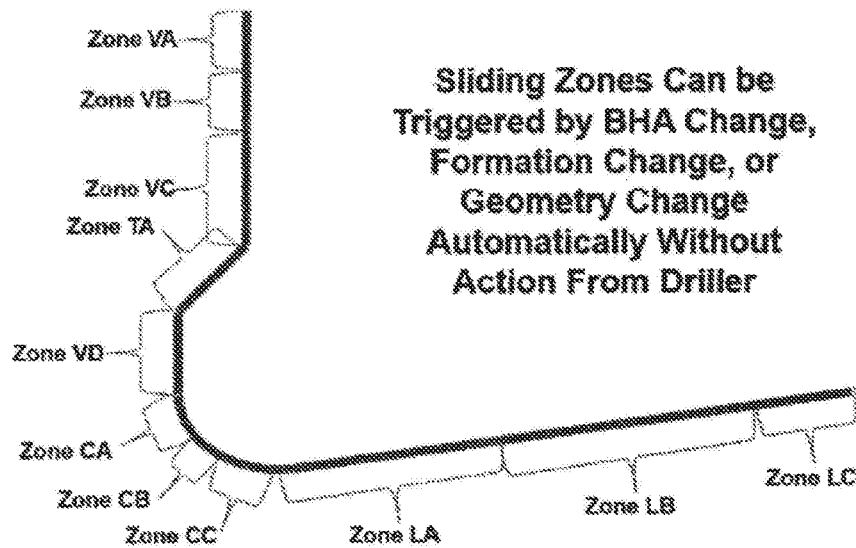 Zone VA
Zone VB
Zone VC
Zone TA
Zone VD
Zone CA
Zone CB
Zone CC
Zone LA
Zone LB
Zone LC
Sliding Zones Can be
Triggered by BHA Change,
Formation Change, or
Geometry Change
Automatically Without
Action From Driller